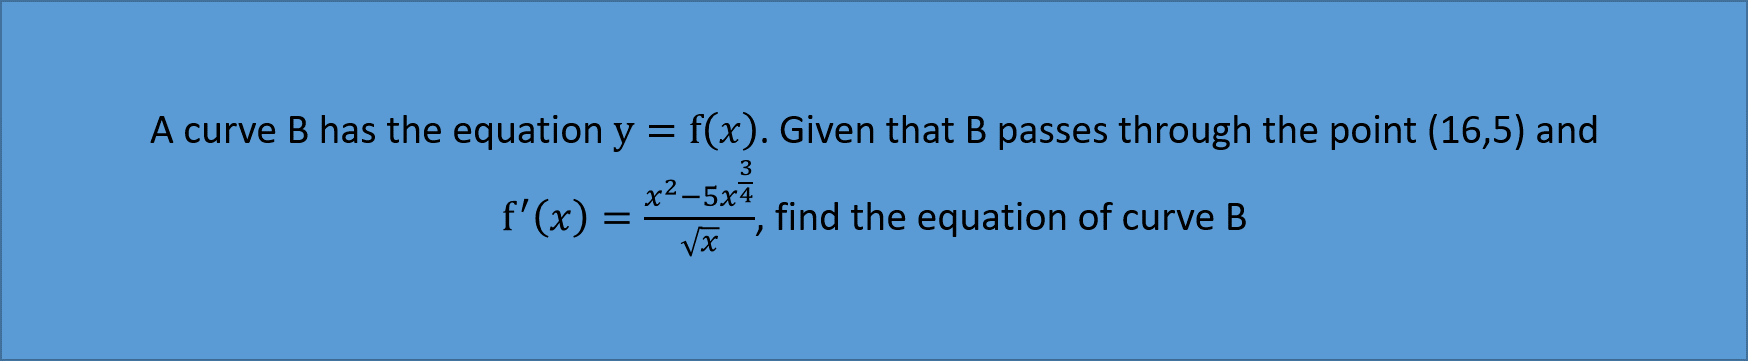 A curve B has the equation y = f(x). Given that B passes through the point (16,5) and
f′(x) = \frac{x^2−5x^{\frac{3}{4}}}{\sqrt{x}}, find the equation of curve B